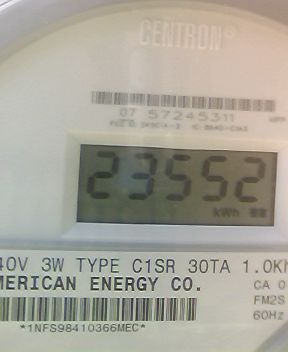 CENTRON®
07 57245311
23552
kWh
40V 3W TYPE C1SR 30TA 1.0Kh
MERICAN ENERGY CO.
CA 0
FM2S
60Hz
*1NFS98410366MEC*